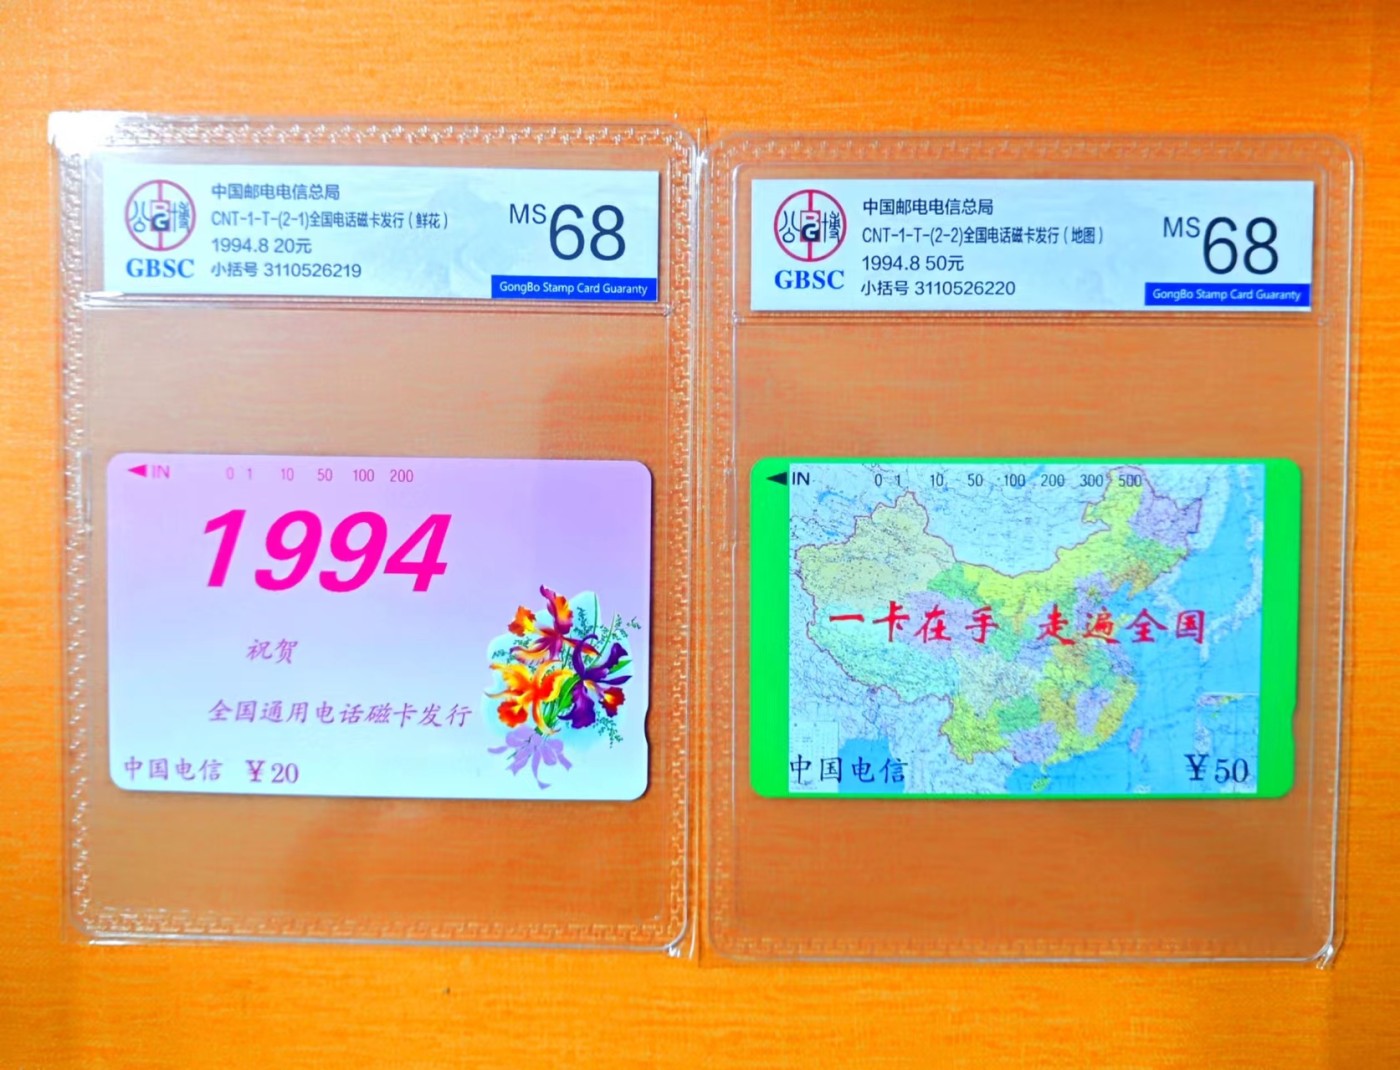 中国邮电电信总局
CNT-1-T-(2-1)全国电话磁卡发行（鲜花）
1994.8 20元
小括号 3110526219
公博
BG
GBSC
MS 68
GongBo Stamp Card Guaranty
IN 0 1 10 50 100 200
1994
祝贺
全国通用电话磁卡发行
中国电信 ¥20
中国邮电电信总局
CNT-1-T-(2-2)全国电话磁卡发行（地图）
1994.8 50元
小括号 3110526220
公博
BG
GBSC
MS 68
GongBo Stamp Card Guaranty
IN 0 1 10 50 100 200 300 500
一卡在手 走遍全国
中国电信 ¥50